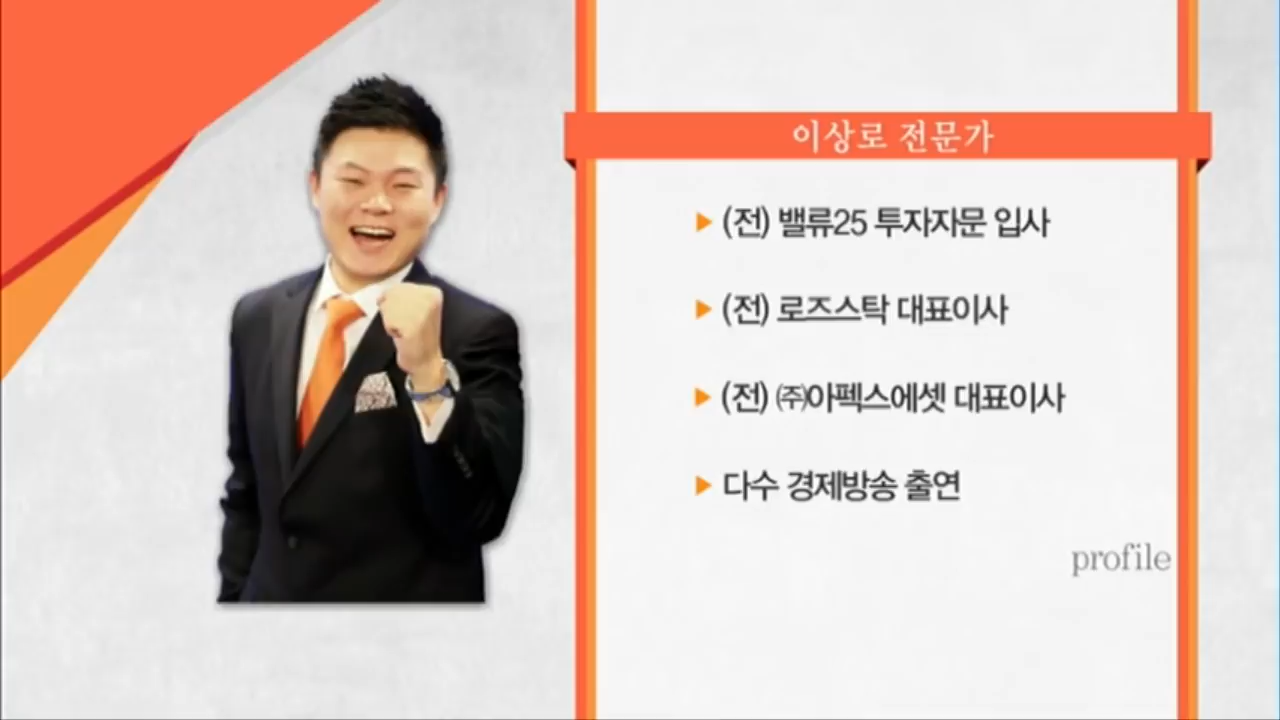 이상로 전문가
▶ (전) 밸류25 투자자문 입사
▶ (전) 로즈스탁 대표이사
▶ (전) ㈜아펙스에셋 대표이사
▶ 다수 경제방송 출연
profile